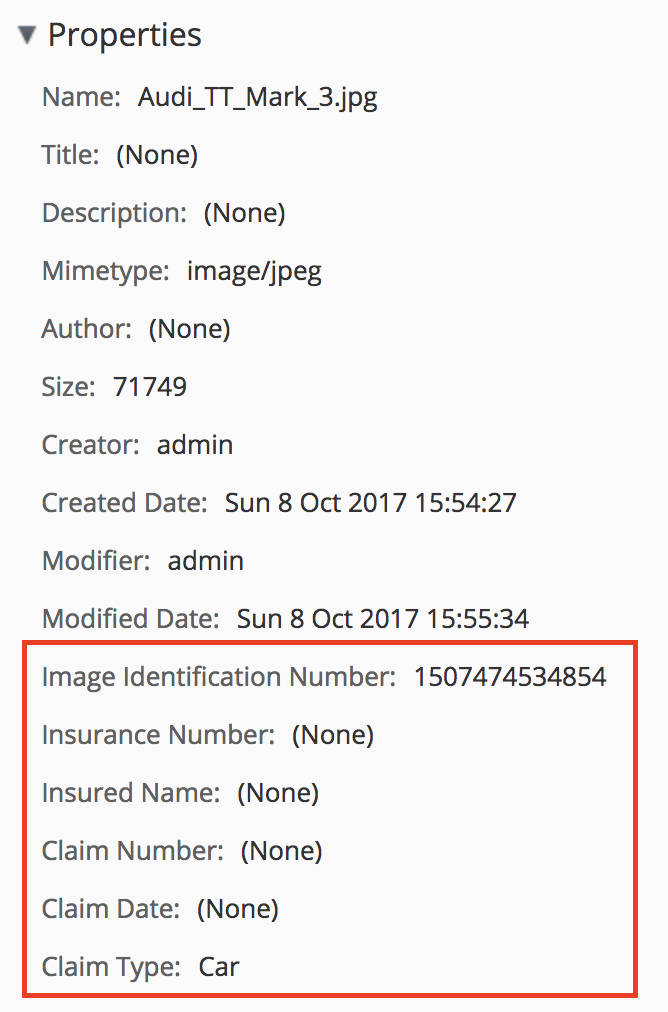 Properties
Name: Audi_TT_Mark_3.jpg
Title: (None)
Description: (None)
Mimetype: image/jpeg
Author: (None)
Size: 71749
Creator: admin
Created Date: Sun 8 Oct 2017 15:54:27
Modifier: admin
Modified Date: Sun 8 Oct 2017 15:55:34
Image Identification Number: 1507474534854
Insurance Number: (None)
Insured Name: (None)
Claim Number: (None)
Claim Date: (None)
Claim Type: Car